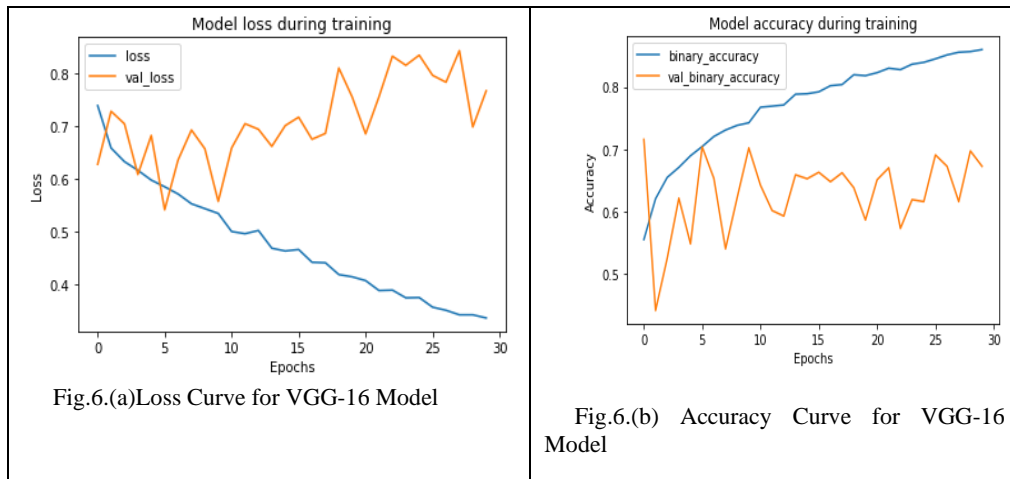 Model loss during training
loss
val_loss
0.8
0.7
0.6
0.5
0.4
Loss
0 5 10 15 20 25 30
Epochs
Fig.6.(a)Loss Curve for VGG-16 Model
Model accuracy during training
binary_accuracy
val_binary_accuracy
0.8
0.7
0.6
0.5
Accuracy
0 5 10 15 20 25 30
Epochs
Fig.6.(b) Accuracy Curve for VGG-16
Model